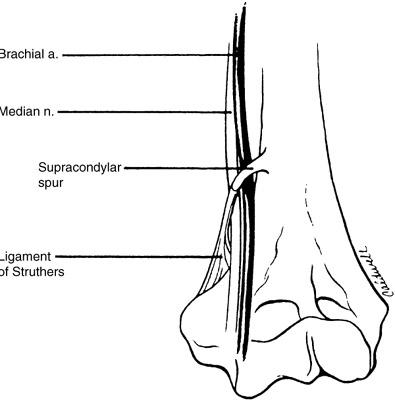 Brachial a.
Median n.
Supracondylar
spur
Ligament
of Struthers